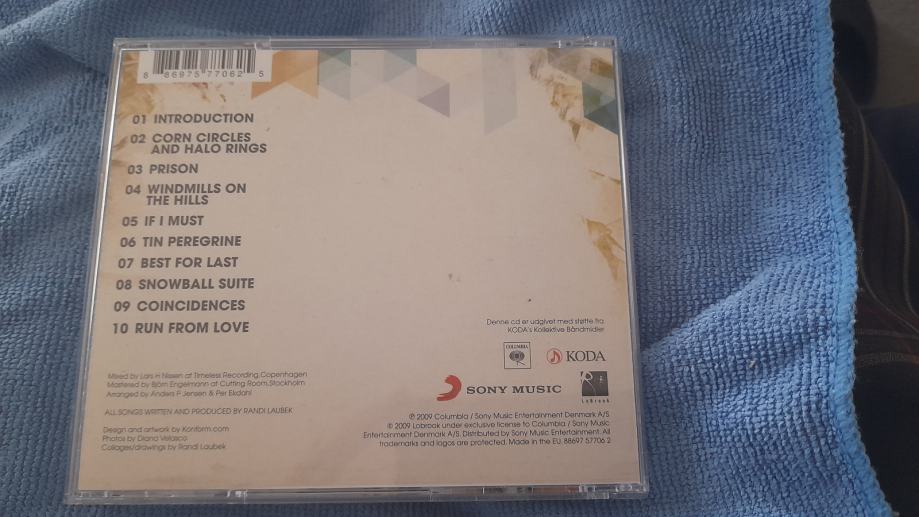 8 86975 77062 5
01 INTRODUCTION
02 CORN CIRCLES
AND HALO RINGS
03 PRISON
04 WINDMILLS ON
THE HILLS
05 IF I MUST
06 TIN PEREGRINE
07 BEST FOR LAST
08 SNOWBALL SUITE
09 COINCIDENCES
10 RUN FROM LOVE
Denne cd er udgivet med støtte fra
KODA's Kollektive Båndmidler
COLUMBIA
KODA
SONY MUSIC
LoBrook
Mixed by Lars H Nissen at Timeless Recording,Copenhagen
Mastered by Björn Engelmann at Cutting Room,Stockholm
Arranged by Anders P Jensen & Per Ekdahl
ALL SONGS WRITTEN AND PRODUCED BY RANDI LAUBEK
Design and artwork by Konform.com
Photos by Diana Velasco
Collages/drawings by Randi Laubek
℗ 2009 Columbia / Sony Music Entertainment Denmark A/S
© 2009 Lobrook under exclusive license to Columbia / Sony Music
Entertainment Denmark A/S. Distributed by Sony Music Entertainment. All
trademarks and logos are protected. Made in the EU. 88697 57706 2